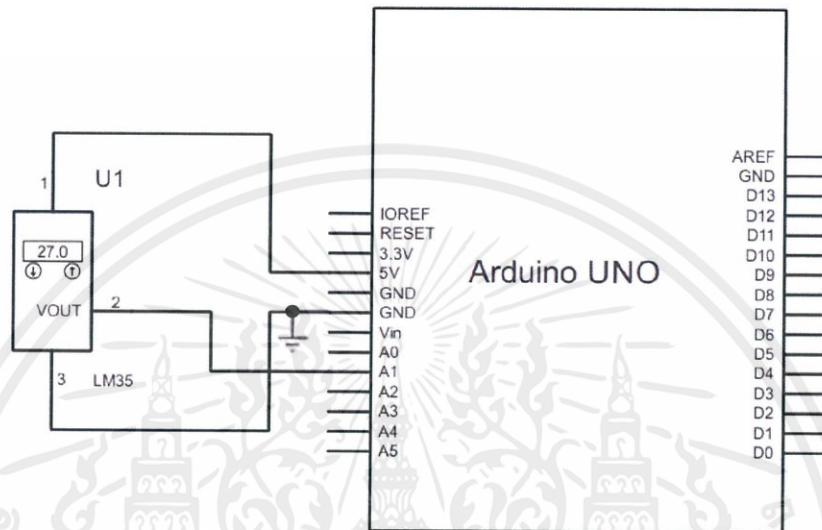 U1
1
27.0
VOUT
2
3
LM35
Arduino UNO
IOREF
RESET
3.3V
5V
GND
GND
Vin
A0
A1
A2
A3
A4
A5
AREF
GND
D13
D12
D11
D10
D9
D8
D7
D6
D5
D4
D3
D2
D1
D0